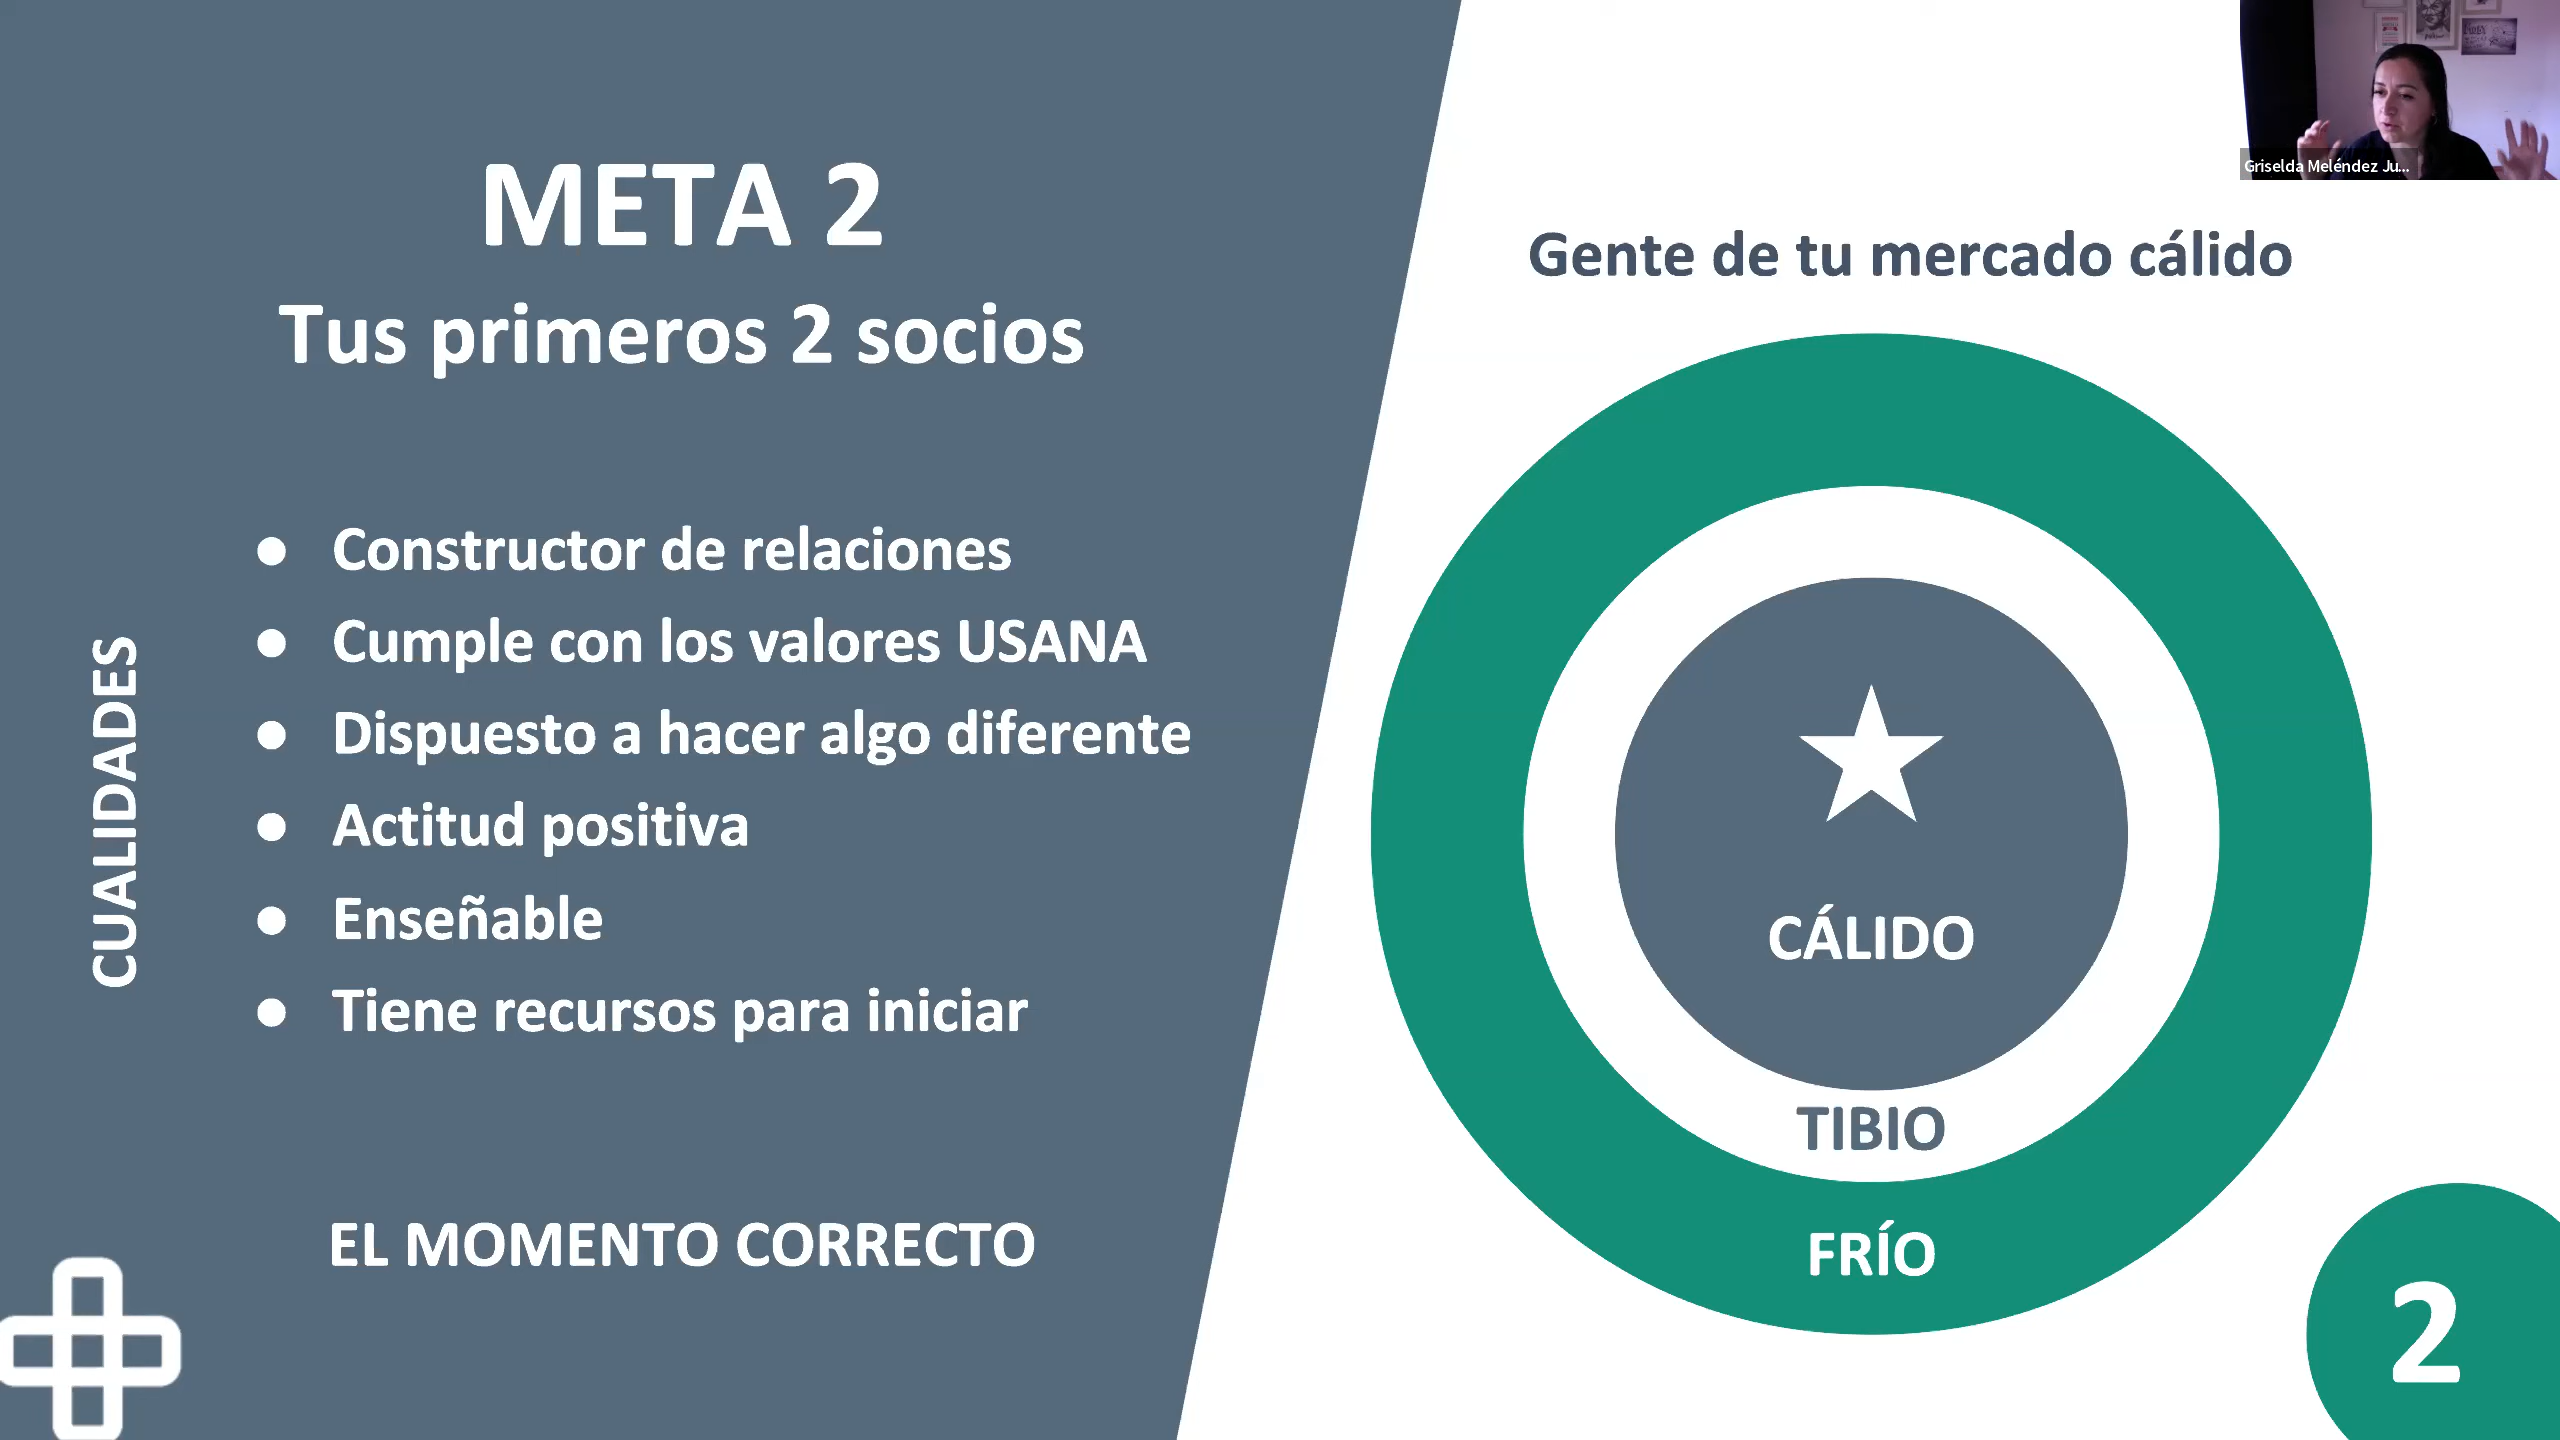 META 2
Tus primeros 2 socios
CUALIDADES
● Constructor de relaciones
● Cumple con los valores USANA
● Dispuesto a hacer algo diferente
● Actitud positiva
● Enseñable
● Tiene recursos para iniciar
EL MOMENTO CORRECTO
Griselda Meléndez Ju...
Gente de tu mercado cálido
CÁLIDO
TIBIO
FRÍO
2